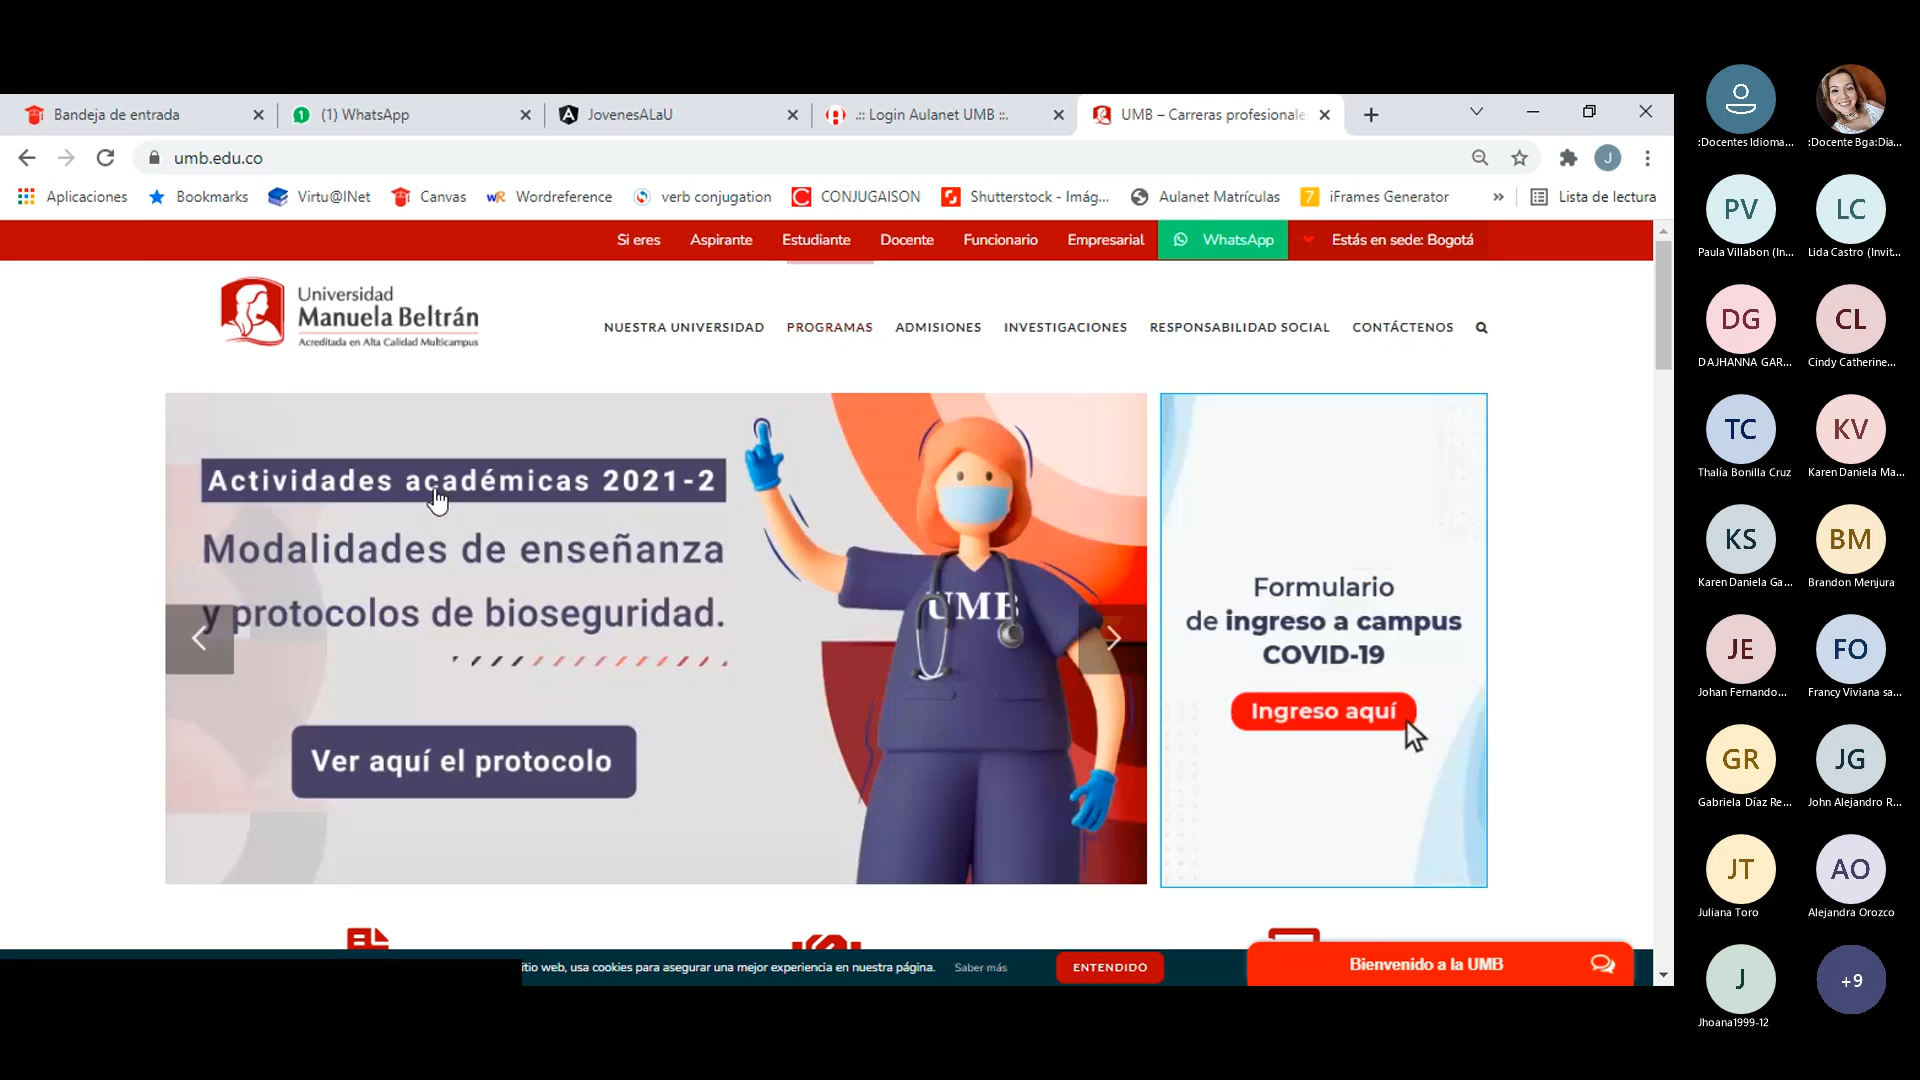 Bandeja de entrada
1 (1) WhatsApp
JovenesALaU
.:: Login Aulanet UMB ::.
UMB – Carreras profesionale
umb.edu.co
J
Aplicaciones
Bookmarks
Virtu@lNet
Canvas
WR Wordreference
verb conjugation
C CONJUGAISON
Shutterstock - Imág...
Aulanet Matrículas
7 iFrames Generator
»
Lista de lectura
Si eres
Aspirante
Estudiante
Docente
Funcionario
Empresarial
WhatsApp
Estás en sede: Bogotá
Universidad
Manuela Beltrán
Acreditada en Alta Calidad Multicampus
NUESTRA UNIVERSIDAD
PROGRAMAS
ADMISIONES
INVESTIGACIONES
RESPONSABILIDAD SOCIAL
CONTÁCTENOS
Actividades académicas 2021-2
Modalidades de enseñanza
y protocolos de bioseguridad.
Ver aquí el protocolo
UMB
Formulario
de ingreso a campus
COVID-19
Ingreso aquí
itio web, usa cookies para asegurar una mejor experiencia en nuestra página.
Saber más
ENTENDIDO
Bienvenido a la UMB
:Docentes Idioma...
:Docente Bga:Dia...
PV
Paula Villabon (In...
LC
Lida Castro (Invit...
DG
DAJHANNA GAR...
CL
Cindy Catherine...
TC
Thalía Bonilla Cruz
KV
Karen Daniela Ma...
KS
Karen Daniela Ga...
BM
Brandon Menjura
JE
Johan Fernando...
FO
Francy Viviana sa...
GR
Gabriela Díaz Re...
JG
John Alejandro R...
JT
Juliana Toro
AO
Alejandra Orozco
J
Jhoana1999-12
+9